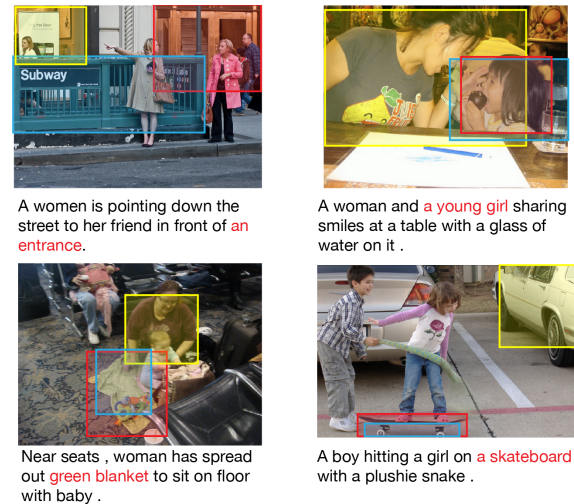 Subway
A women is pointing down the
street to her friend in front of an
entrance.
A woman and a young girl sharing
smiles at a table with a glass of
water on it .
Near seats , woman has spread
out green blanket to sit on floor
with baby .
A boy hitting a girl on a skateboard
with a plushie snake .